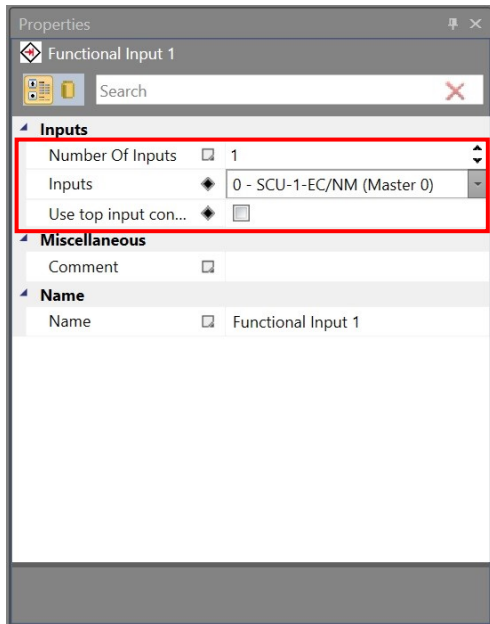 Properties
Functional Input 1
Search
Inputs
Number Of Inputs 1
Inputs 0 - SCU-1-EC/NM (Master 0)
Use top input con...
Miscellaneous
Comment
Name
Name Functional Input 1